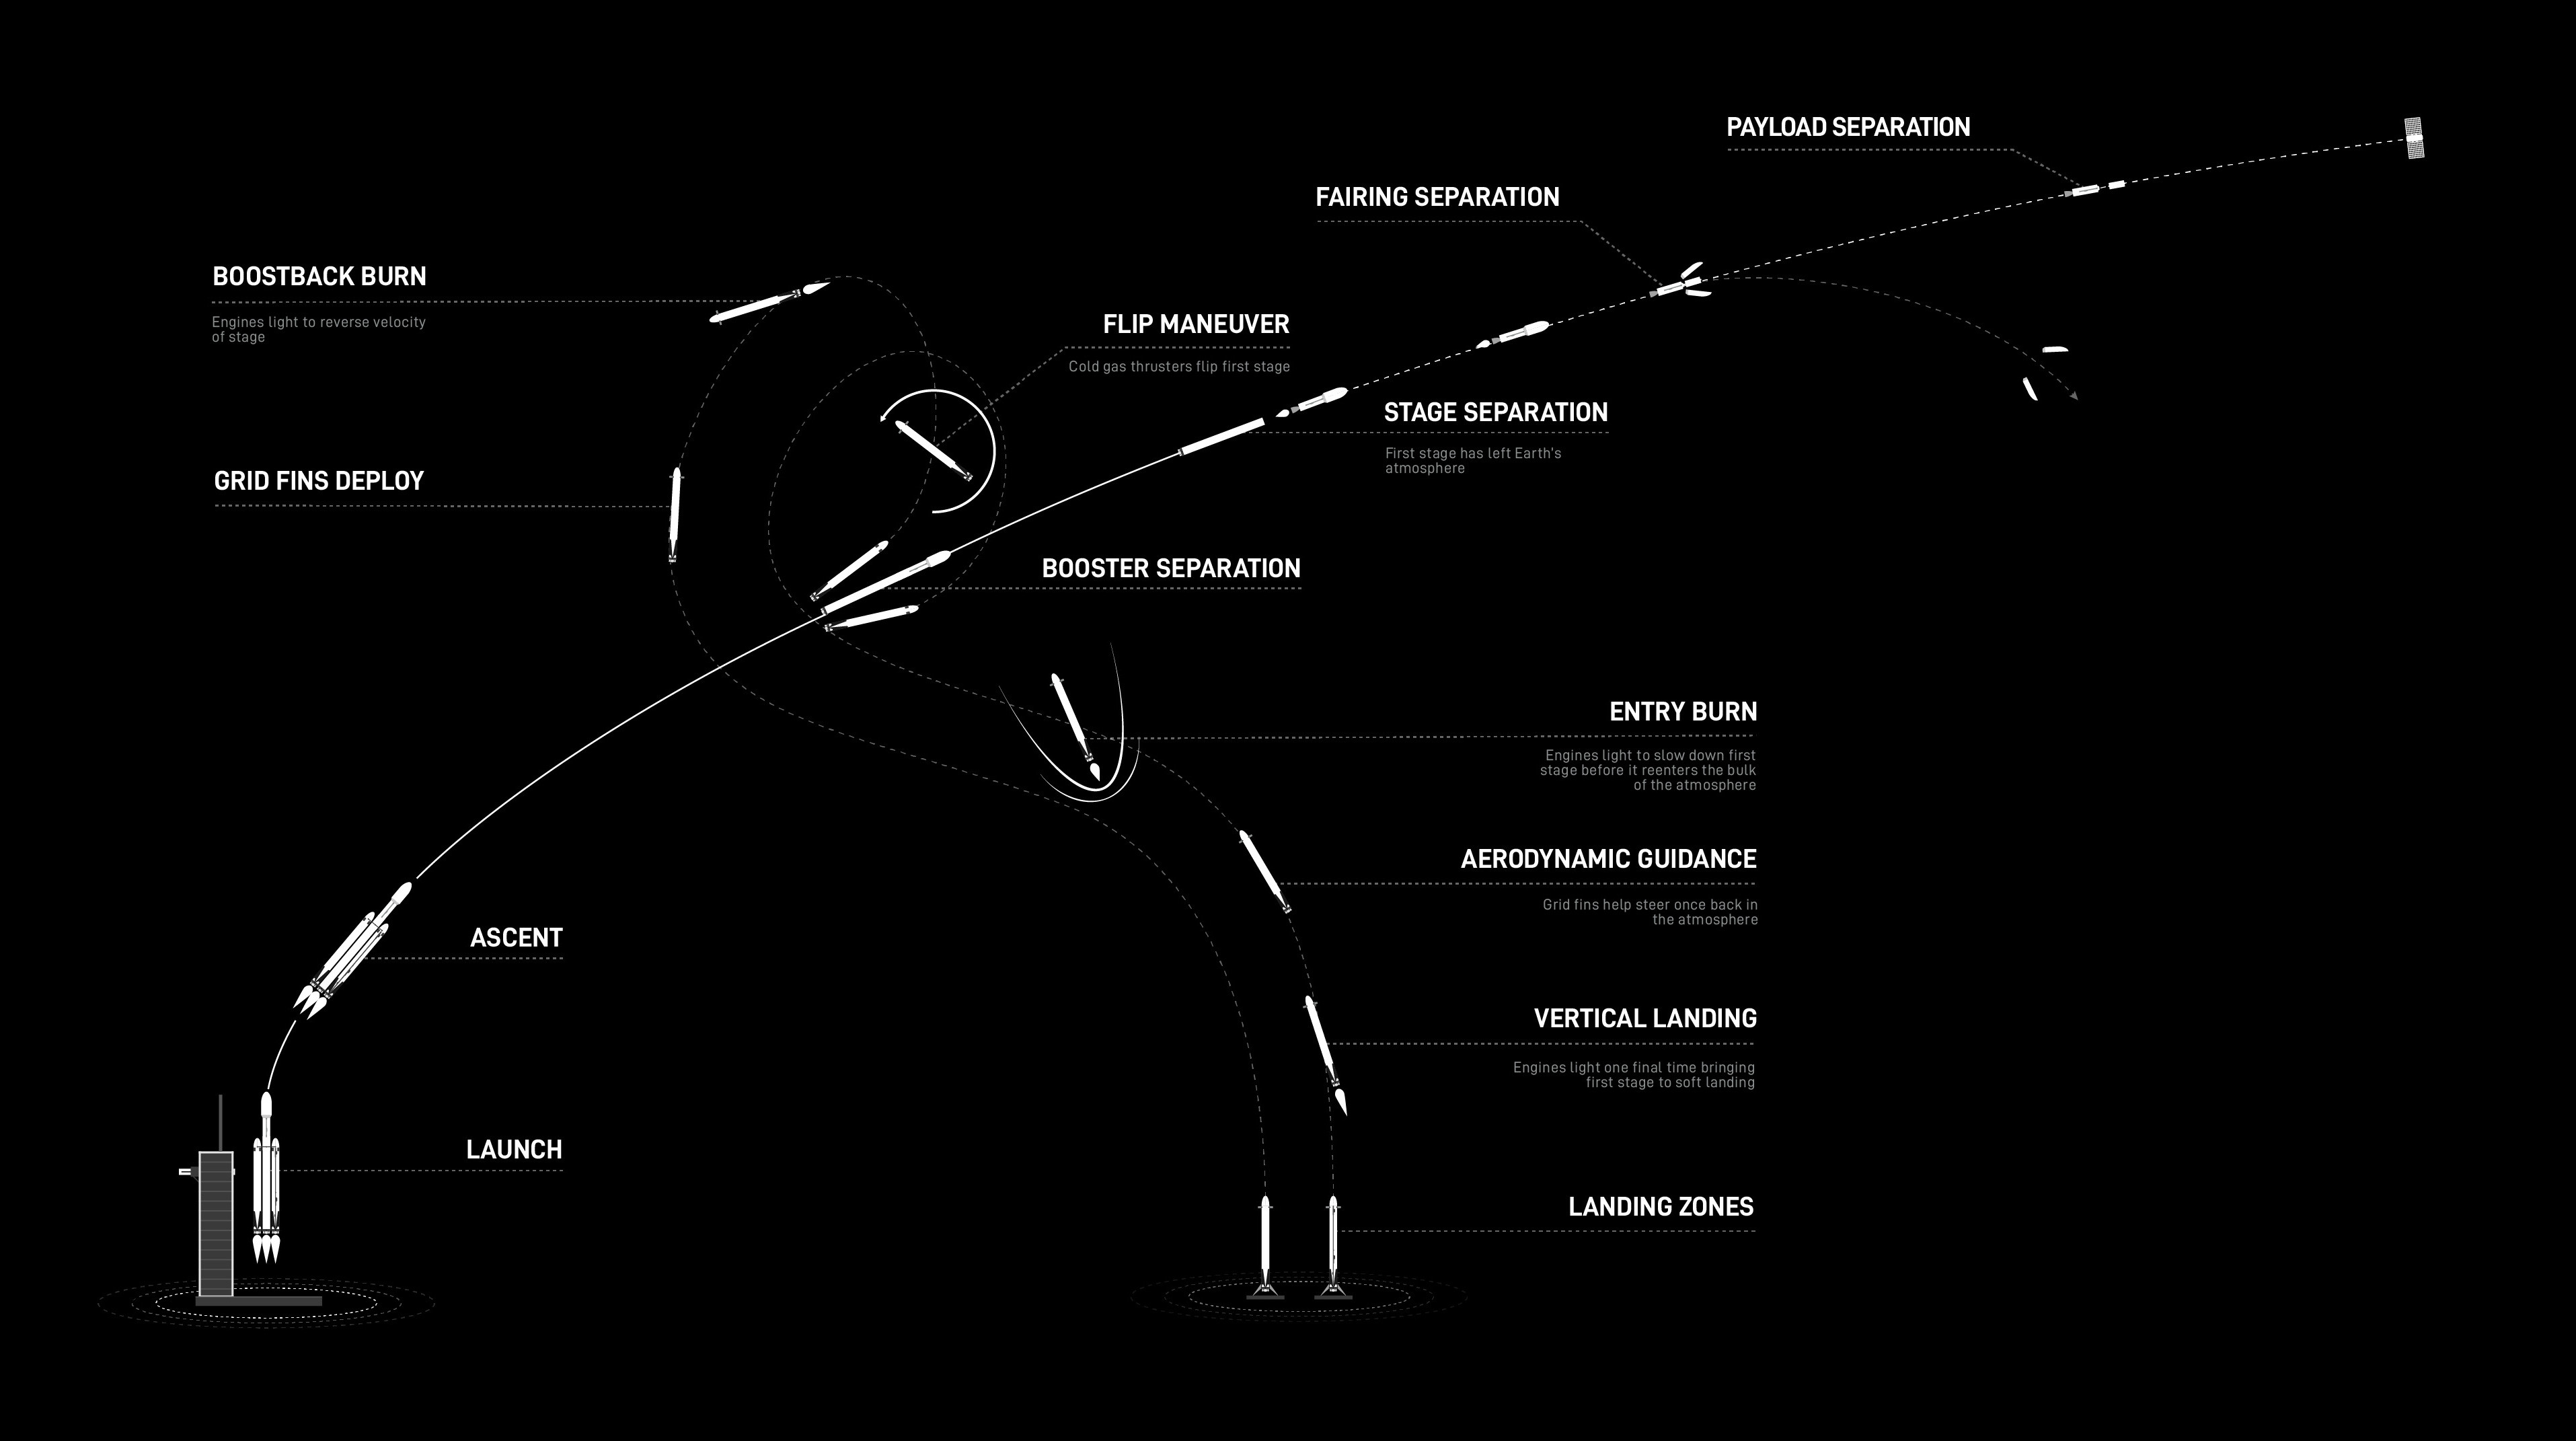 PAYLOAD SEPARATION
FAIRING SEPARATION
BOOSTBACK BURN
Engines light to reverse velocity
of stage
FLIP MANEUVER
Cold gas thrusters flip first stage
STAGE SEPARATION
First stage has left Earth's
atmosphere
GRID FINS DEPLOY
BOOSTER SEPARATION
ENTRY BURN
Engines light to slow down first
stage before it reenters the bulk
of the atmosphere
AERODYNAMIC GUIDANCE
Grid fins help steer once back in
the atmosphere
ASCENT
VERTICAL LANDING
Engines light one final time bringing
first stage to soft landing
LAUNCH
LANDING ZONES